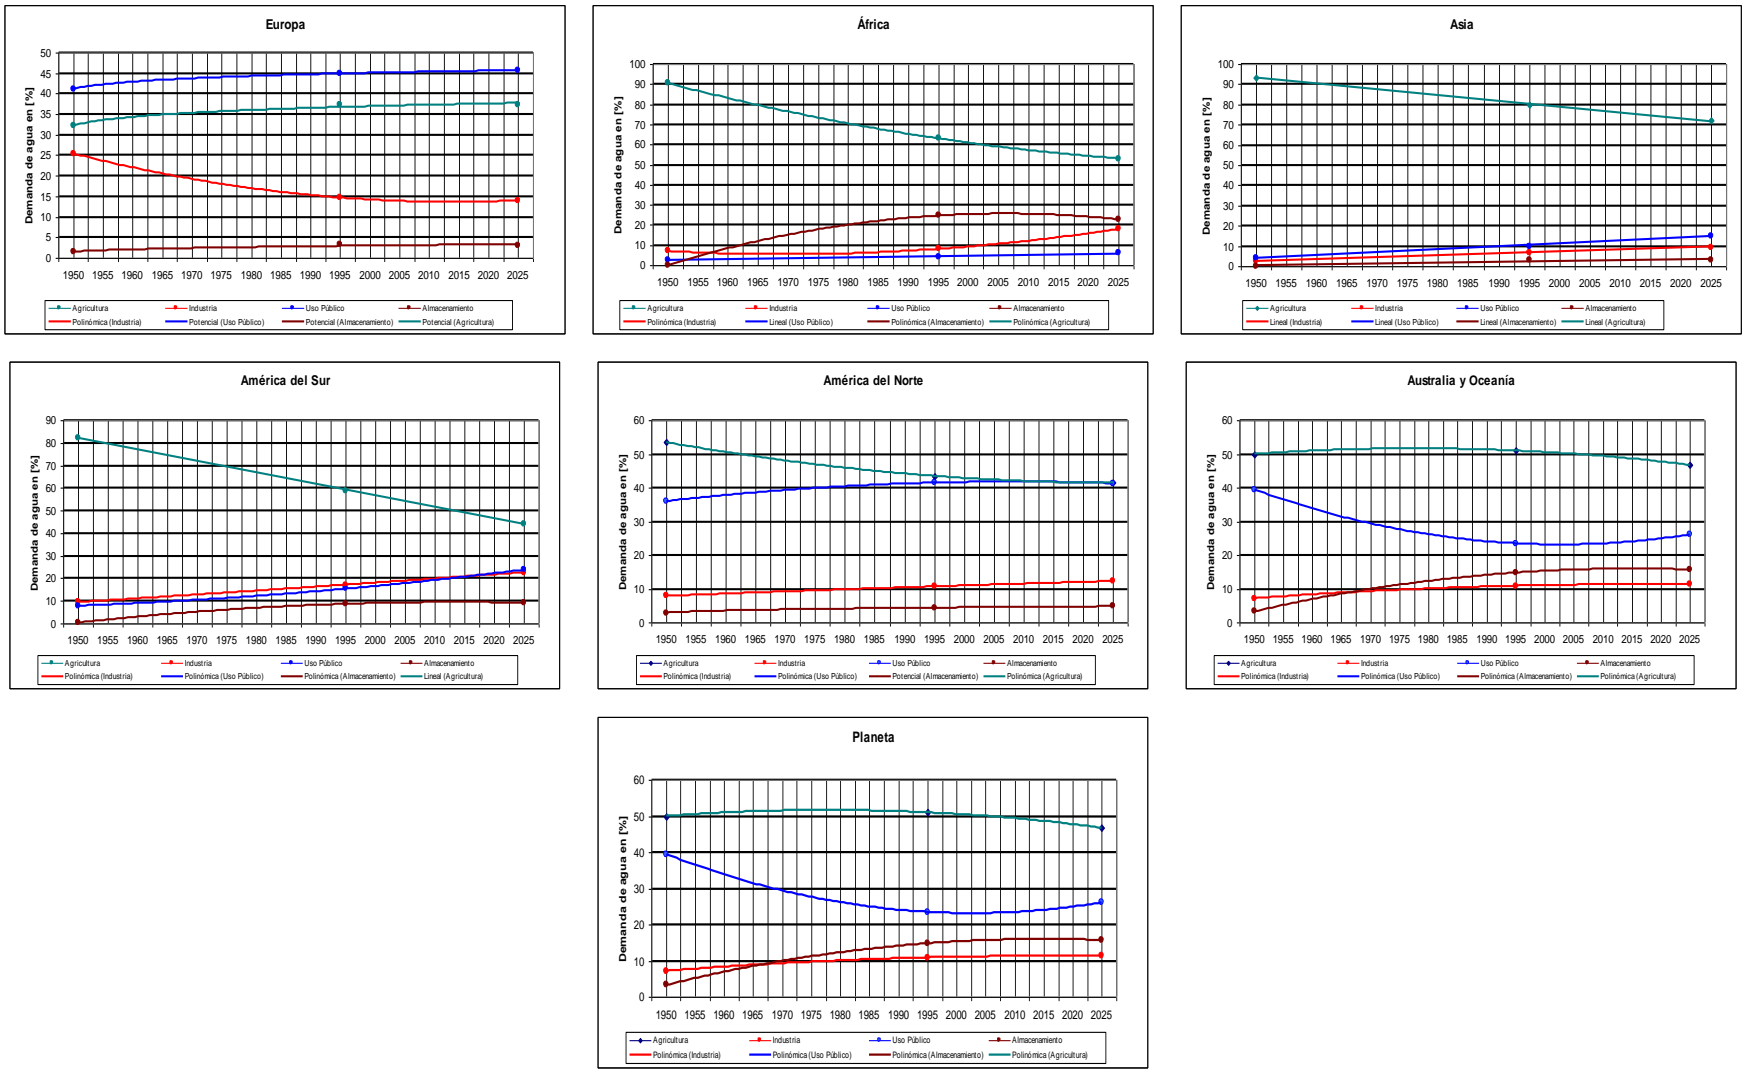 Europa
Demanda de agua en [%]
50
45
40
35
30
25
20
15
10
5
0
1950 1955 1960 1965 1970 1975 1980 1985 1990 1995 2000 2005 2010 2015 2020 2025
Agricultura Industria Uso Público Almacenamiento
Polinómica (Industria) Potencial (Uso Público) Potencial (Almacenamiento) Potencial (Agricultura)
África
Demanda de agua en [%]
100
90
80
70
60
50
40
30
20
10
0
1950 1955 1960 1965 1970 1975 1980 1985 1990 1995 2000 2005 2010 2015 2020 2025
Agricultura Industria Uso Público Almacenamiento
Polinómica (Industria) Lineal (Uso Público) Polinómica (Almacenamiento) Polinómica (Agricultura)
Asia
Demanda de agua en [%]
100
90
80
70
60
50
40
30
20
10
0
1950 1955 1960 1965 1970 1975 1980 1985 1990 1995 2000 2005 2010 2015 2020 2025
Agricultura Industria Uso Público Almacenamiento
Lineal (Industria) Lineal (Uso Público) Lineal (Almacenamiento) Lineal (Agricultura)
América del Sur
Demanda de agua en [%]
90
80
70
60
50
40
30
20
10
0
1950 1955 1960 1965 1970 1975 1980 1985 1990 1995 2000 2005 2010 2015 2020 2025
Agricultura Industria Uso Público Almacenamiento
Polinómica (Industria) Polinómica (Uso Público) Polinómica (Almacenamiento) Lineal (Agricultura)
América del Norte
Demanda de agua en [%]
60
50
40
30
20
10
0
1950 1955 1960 1965 1970 1975 1980 1985 1990 1995 2000 2005 2010 2015 2020 2025
Agricultura Industria Uso Público Almacenamiento
Polinómica (Industria) Polinómica (Uso Público) Potencial (Almacenamiento) Polinómica (Agricultura)
Australia y Oceanía
Demanda de agua en [%]
60
50
40
30
20
10
0
1950 1955 1960 1965 1970 1975 1980 1985 1990 1995 2000 2005 2010 2015 2020 2025
Agricultura Industria Uso Público Almacenamiento
Polinómica (Industria) Polinómica (Uso Público) Polinómica (Almacenamiento) Polinómica (Agricultura)
Planeta
Demanda de agua en [%]
60
50
40
30
20
10
0
1950 1955 1960 1965 1970 1975 1980 1985 1990 1995 2000 2005 2010 2015 2020 2025
Agricultura Industria Uso Público Almacenamiento
Polinómica (Industria) Polinómica (Uso Público) Polinómica (Almacenamiento) Polinómica (Agricultura)